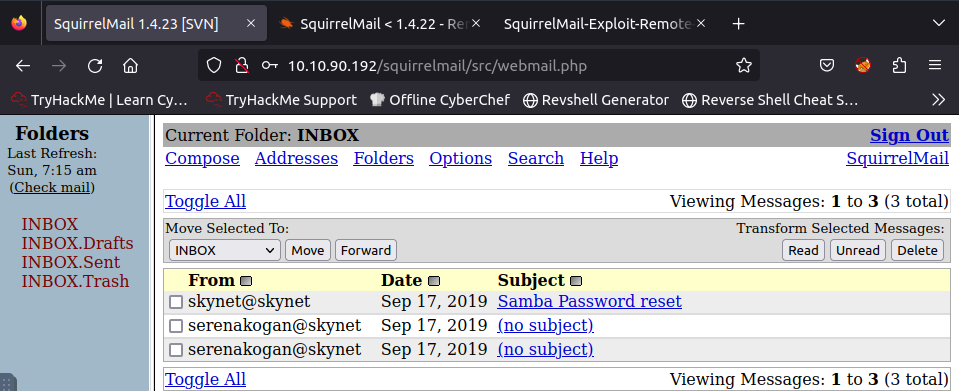 SquirrelMail 1.4.23 [SVN]
SquirrelMail < 1.4.22 - Re
SquirrelMail-Exploit-Remote
10.10.90.192/squirrelmail/src/webmail.php
TryHackMe | Learn Cy…
TryHackMe Support
Offline CyberChef
Revshell Generator
Reverse Shell Cheat S…
Folders
Last Refresh:
Sun, 7:15 am
(Check mail)
INBOX
INBOX.Drafts
INBOX.Sent
INBOX.Trash
Current Folder: INBOX
Sign Out
Compose Addresses Folders Options Search Help
SquirrelMail
Toggle All
Viewing Messages: 1 to 3 (3 total)
Move Selected To:
Transform Selected Messages:
INBOX Move Forward
Read Unread Delete
From Date Subject
skynet@skynet Sep 17, 2019 Samba Password reset
serenakogan@skynet Sep 17, 2019 (no subject)
serenakogan@skynet Sep 17, 2019 (no subject)
Toggle All
Viewing Messages: 1 to 3 (3 total)